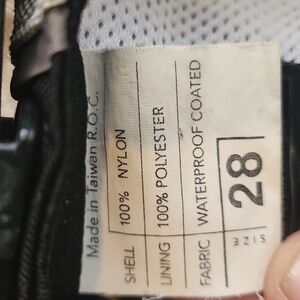 Made in Taiwan R.O.C.
SHELL 100% NYLON
LINING 100% POLYESTER
FABRIC WATERPROOF COATED
SIZE 28